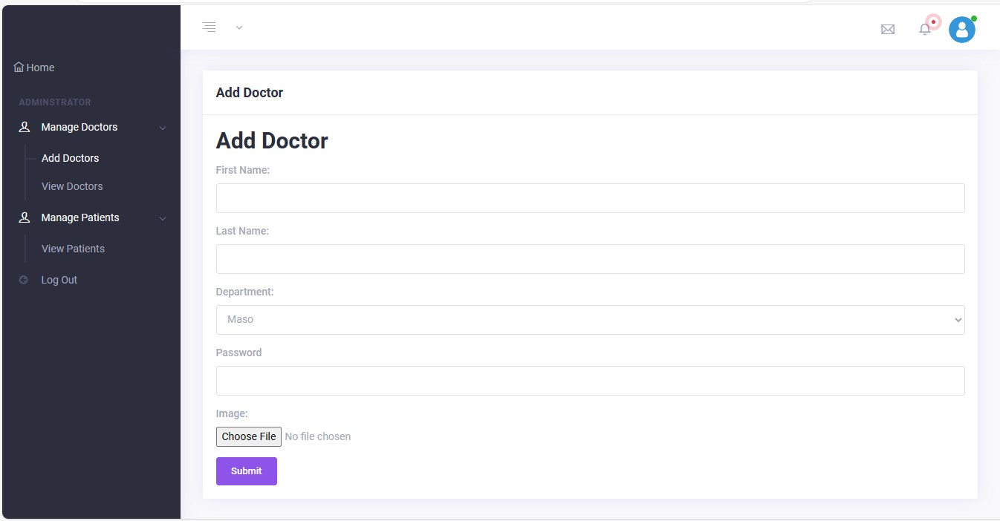 Home
ADMINSTRATOR
Manage Doctors
Add Doctors
View Doctors
Manage Patients
View Patients
Log Out
Add Doctor
Add Doctor
First Name:
Last Name:
Department:
Maso
Password
Image:
Choose File No file chosen
Submit